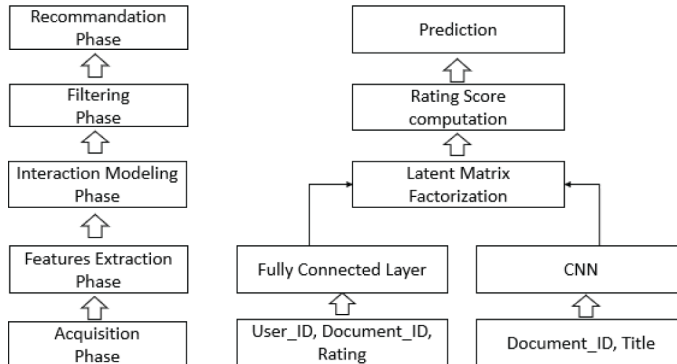 Recommandation
Phase
Prediction
Filtering
Phase
Rating Score
computation
Interaction Modeling
Phase
Latent Matrix
Factorization
Features Extraction
Phase
Fully Connected Layer
CNN
Acquisition
Phase
User_ID, Document_ID,
Rating
Document_ID, Title